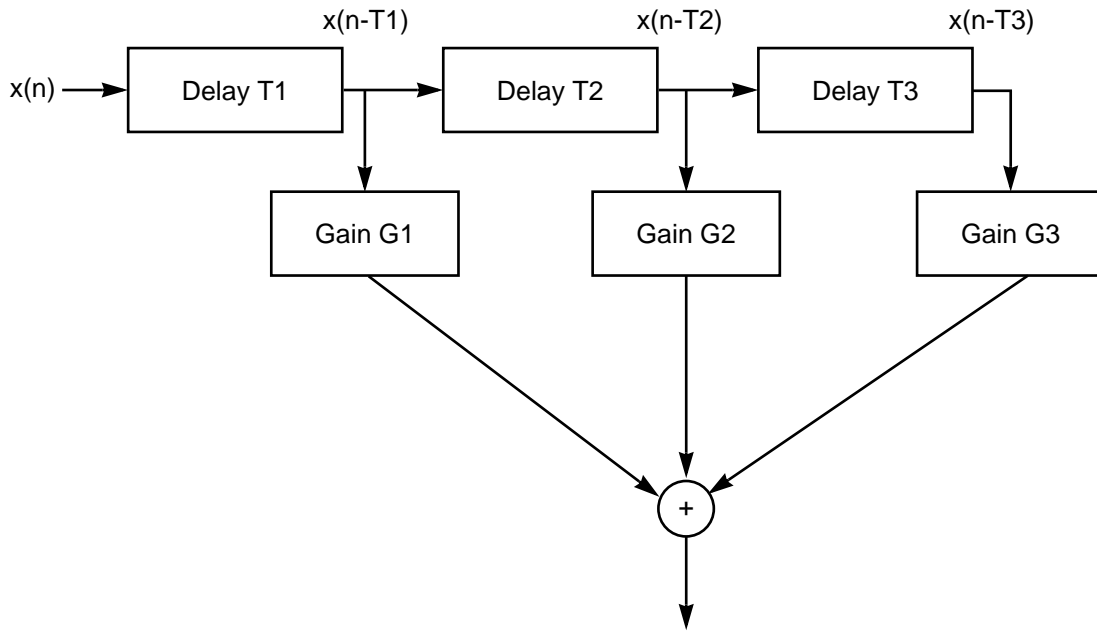 x(n-T1)
x(n-T2)
x(n-T3)
x(n)
Delay T1
Delay T2
Delay T3
Gain G1
Gain G2
Gain G3
+